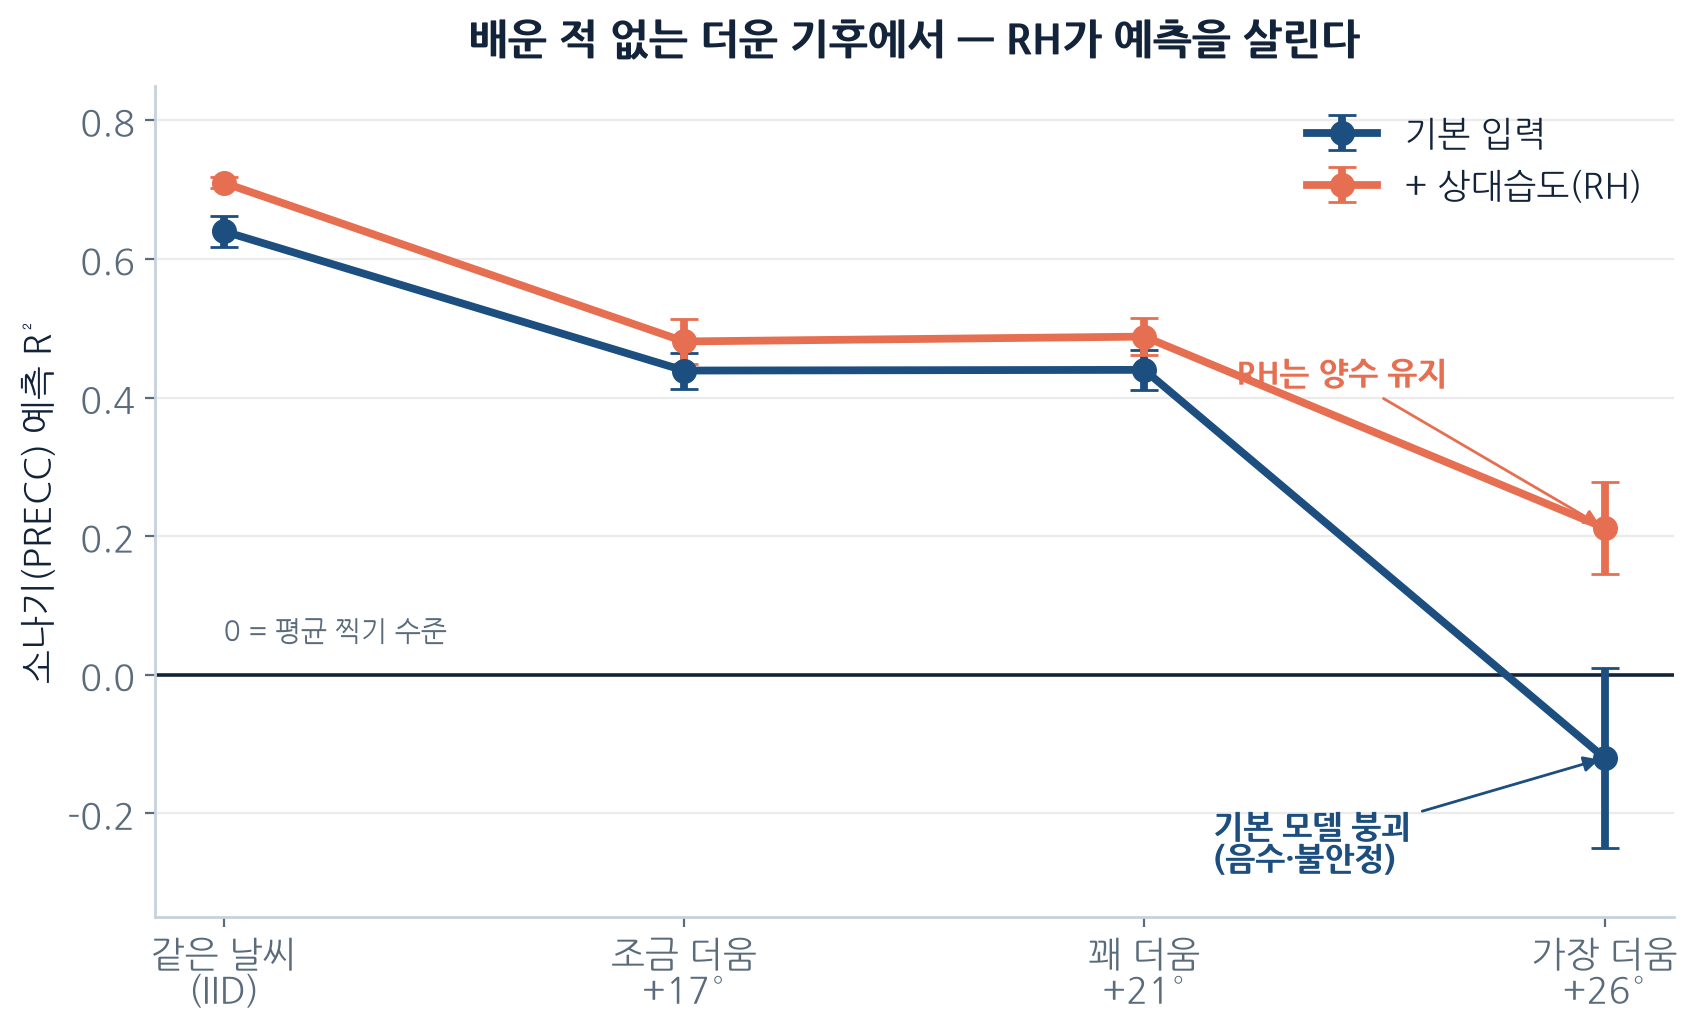 배운 적 없는 더운 기후에서 — RH가 예측을 살린다
소나기(PRECC) 예측 R²
0.8
0.6
0.4
0.2
0.0
-0.2
기본 입력
+ 상대습도(RH)
RH는 양수 유지
0 = 평균 찍기 수준
기본 모델 붕괴
(음수·불안정)
같은 날씨
(IID)
조금 더움
+17°
꽤 더움
+21°
가장 더움
+26°